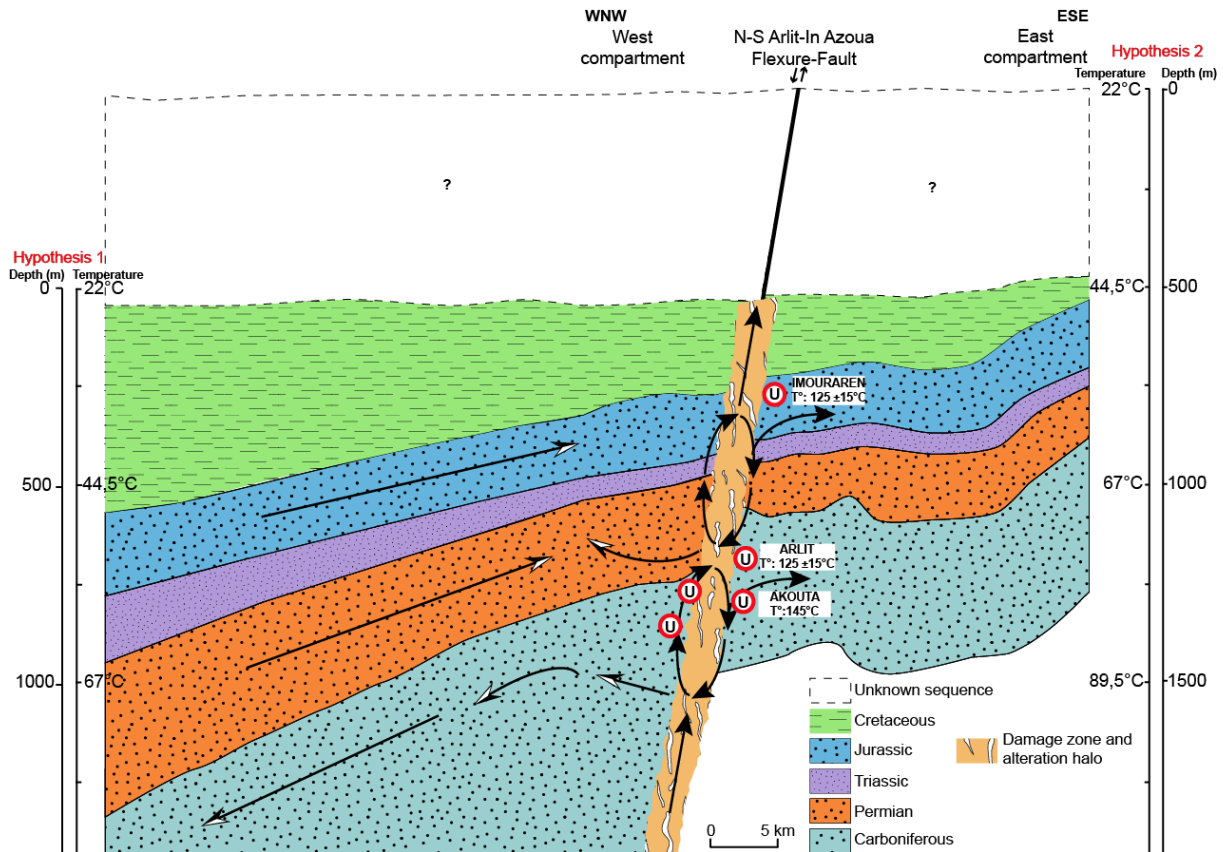 WNW
ESE
West
compartment
N-S Arlit-In Azoua
Flexure-Fault
East
compartment
Hypothesis 2
Temperature
Depth (m)
22°C
0
?
?
Hypothesis 1
Depth (m)
Temperature
0
22°C
44,5°C
500
U
IMOURAREN
T°: 125 ±15°C
500
44,5°C
67°C
1000
U
ARLIT
T°: 125 ±15°C
U
U
AKOUTA
T°:145°C
U
1000
67°C
89,5°C
1500
Unknown sequence
Cretaceous
Jurassic
Triassic
Permian
Carboniferous
Damage zone and
alteration halo
0
5 km